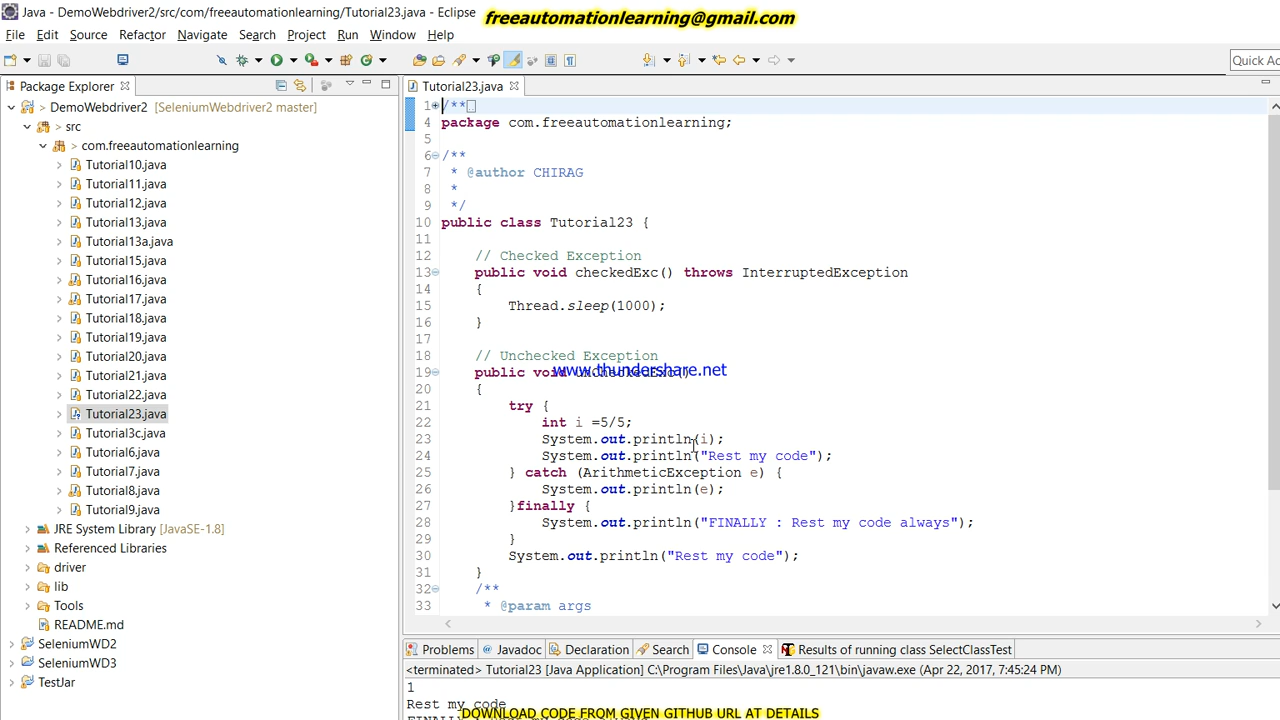 Java - DemoWebdriver2/src/com/freeautomationlearning/Tutorial23.java - Eclipse
freeautomationlearning@gmail.com
File Edit Source Refactor Navigate Search Project Run Window Help
Quick Ac
Package Explorer
DemoWebdriver2 [SeleniumWebdriver2 master]
src
com.freeautomationlearning
Tutorial10.java
Tutorial11.java
Tutorial12.java
Tutorial13.java
Tutorial13a.java
Tutorial15.java
Tutorial16.java
Tutorial17.java
Tutorial18.java
Tutorial19.java
Tutorial20.java
Tutorial21.java
Tutorial22.java
Tutorial23.java
Tutorial3c.java
Tutorial6.java
Tutorial7.java
Tutorial8.java
Tutorial9.java
JRE System Library [JavaSE-1.8]
Referenced Libraries
driver
lib
Tools
README.md
SeleniumWD2
SeleniumWD3
TestJar
Tutorial23.java
1 /**
4 package com.freeautomationlearning;
5
6 /**
7 * @author CHIRAG
8 *
9 */
10 public class Tutorial23 {
11
12 // Checked Exception
13 public void checkedExc() throws InterruptedException
14 {
15 Thread.sleep(1000);
16 }
17
18 // Unchecked Exception
19 public void uncheckedExc()
www.thundershare.net
20 {
21 try {
22 int i =5/5;
23 System.out.println(i);
24 System.out.println("Rest my code");
25 } catch (ArithmeticException e) {
26 System.out.println(e);
27 }finally {
28 System.out.println("FINALLY : Rest my code always");
29 }
30 System.out.println("Rest my code");
31 }
32 /**
33 * @param args
Problems Javadoc Declaration Search Console Results of running class SelectClassTest
<terminated> Tutorial23 [Java Application] C:\Program Files\Java\jre1.8.0_121\bin\javaw.exe (Apr 22, 2017, 7:45:24 PM)
1
Rest my code
DOWNLOAD CODE FROM GIVEN GITHUB URL AT DETAILS